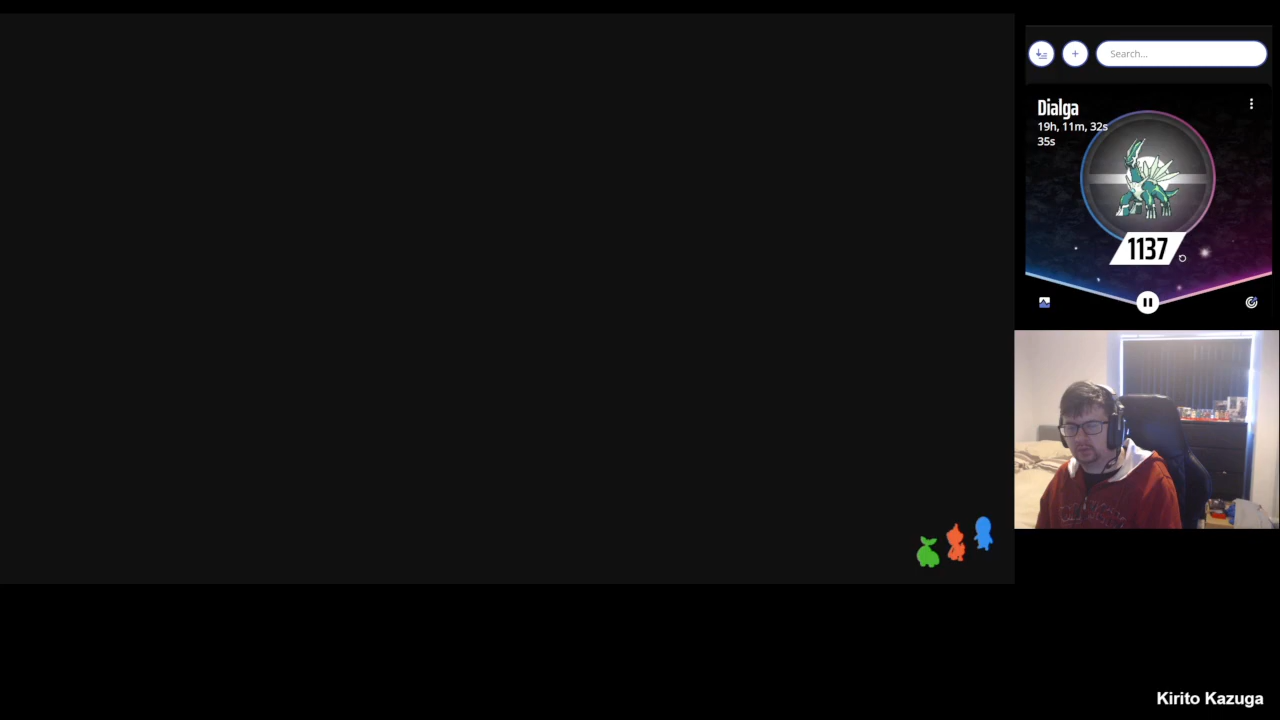 Search...
Dialga
19h, 11m, 32s
35s
1137
Kirito Kazuga